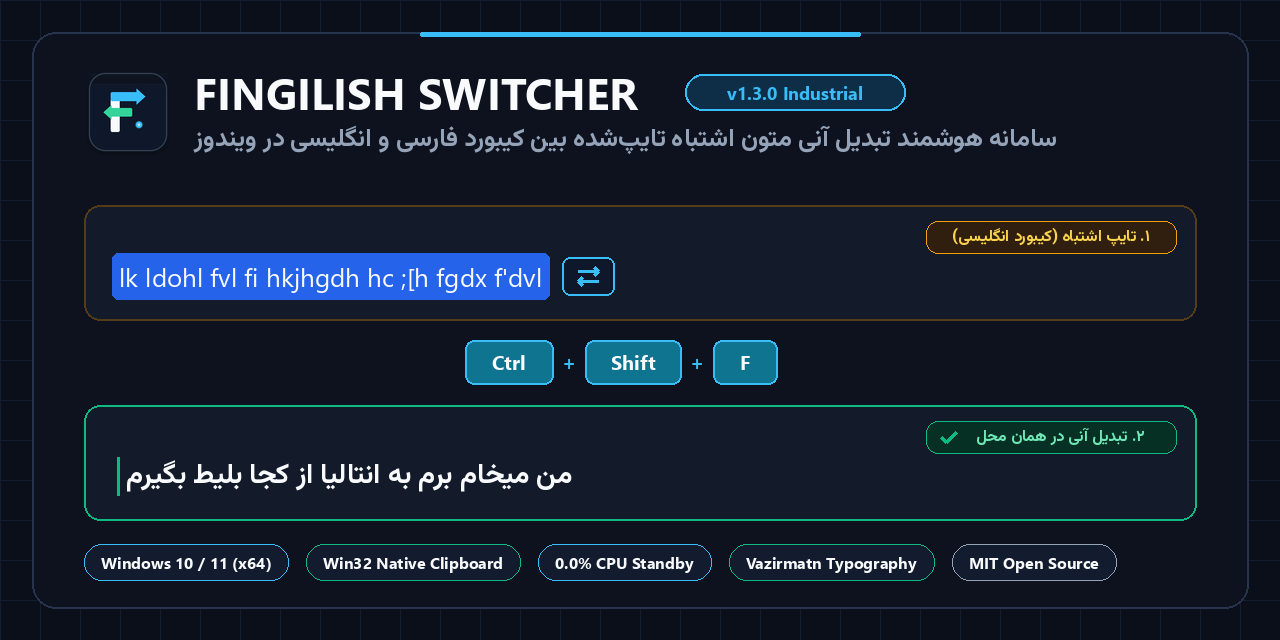 FINGILISH SWITCHER
v1.3.0 Industrial
سامانه هوشمند تبدیل آنی متون اشتباه تایپ‌شده بین کیبورد فارسی و انگلیسی در ویندوز
۱. تایپ اشتباه (کیبورد انگلیسی)
lk ldohl fvl fi hkjhgdh hc ;[h fgdx f'dvl
Ctrl + Shift + F
۲. تبدیل آنی در همان محل
من میخام برم به انتالیا از کجا بلیط بگیرم
Windows 10 / 11 (x64)
Win32 Native Clipboard
0.0% CPU Standby
Vazirmatn Typography
MIT Open Source